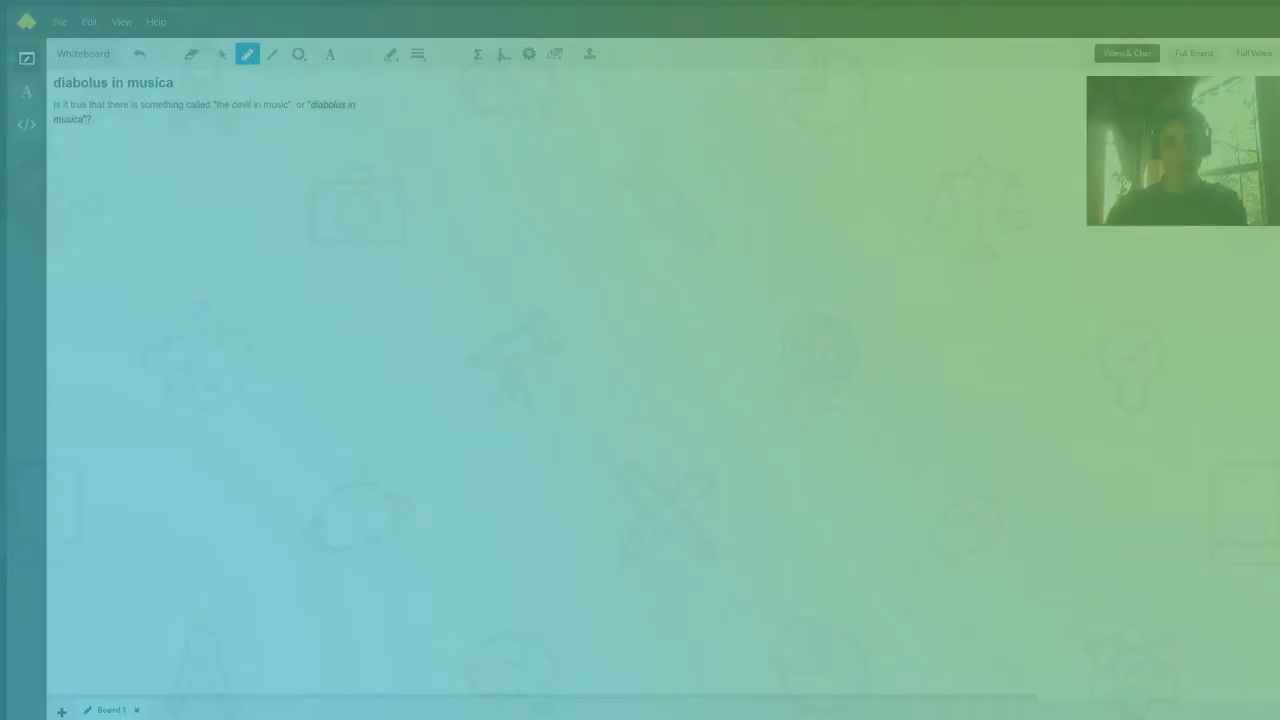 File Edit View Help
Whiteboard
A
Σ
Video & Chat Full Board Full Video
diabolus in musica
Is it true that there is something called "the devil in music", or "diabolus in
musica"?
A
</>
Board 1